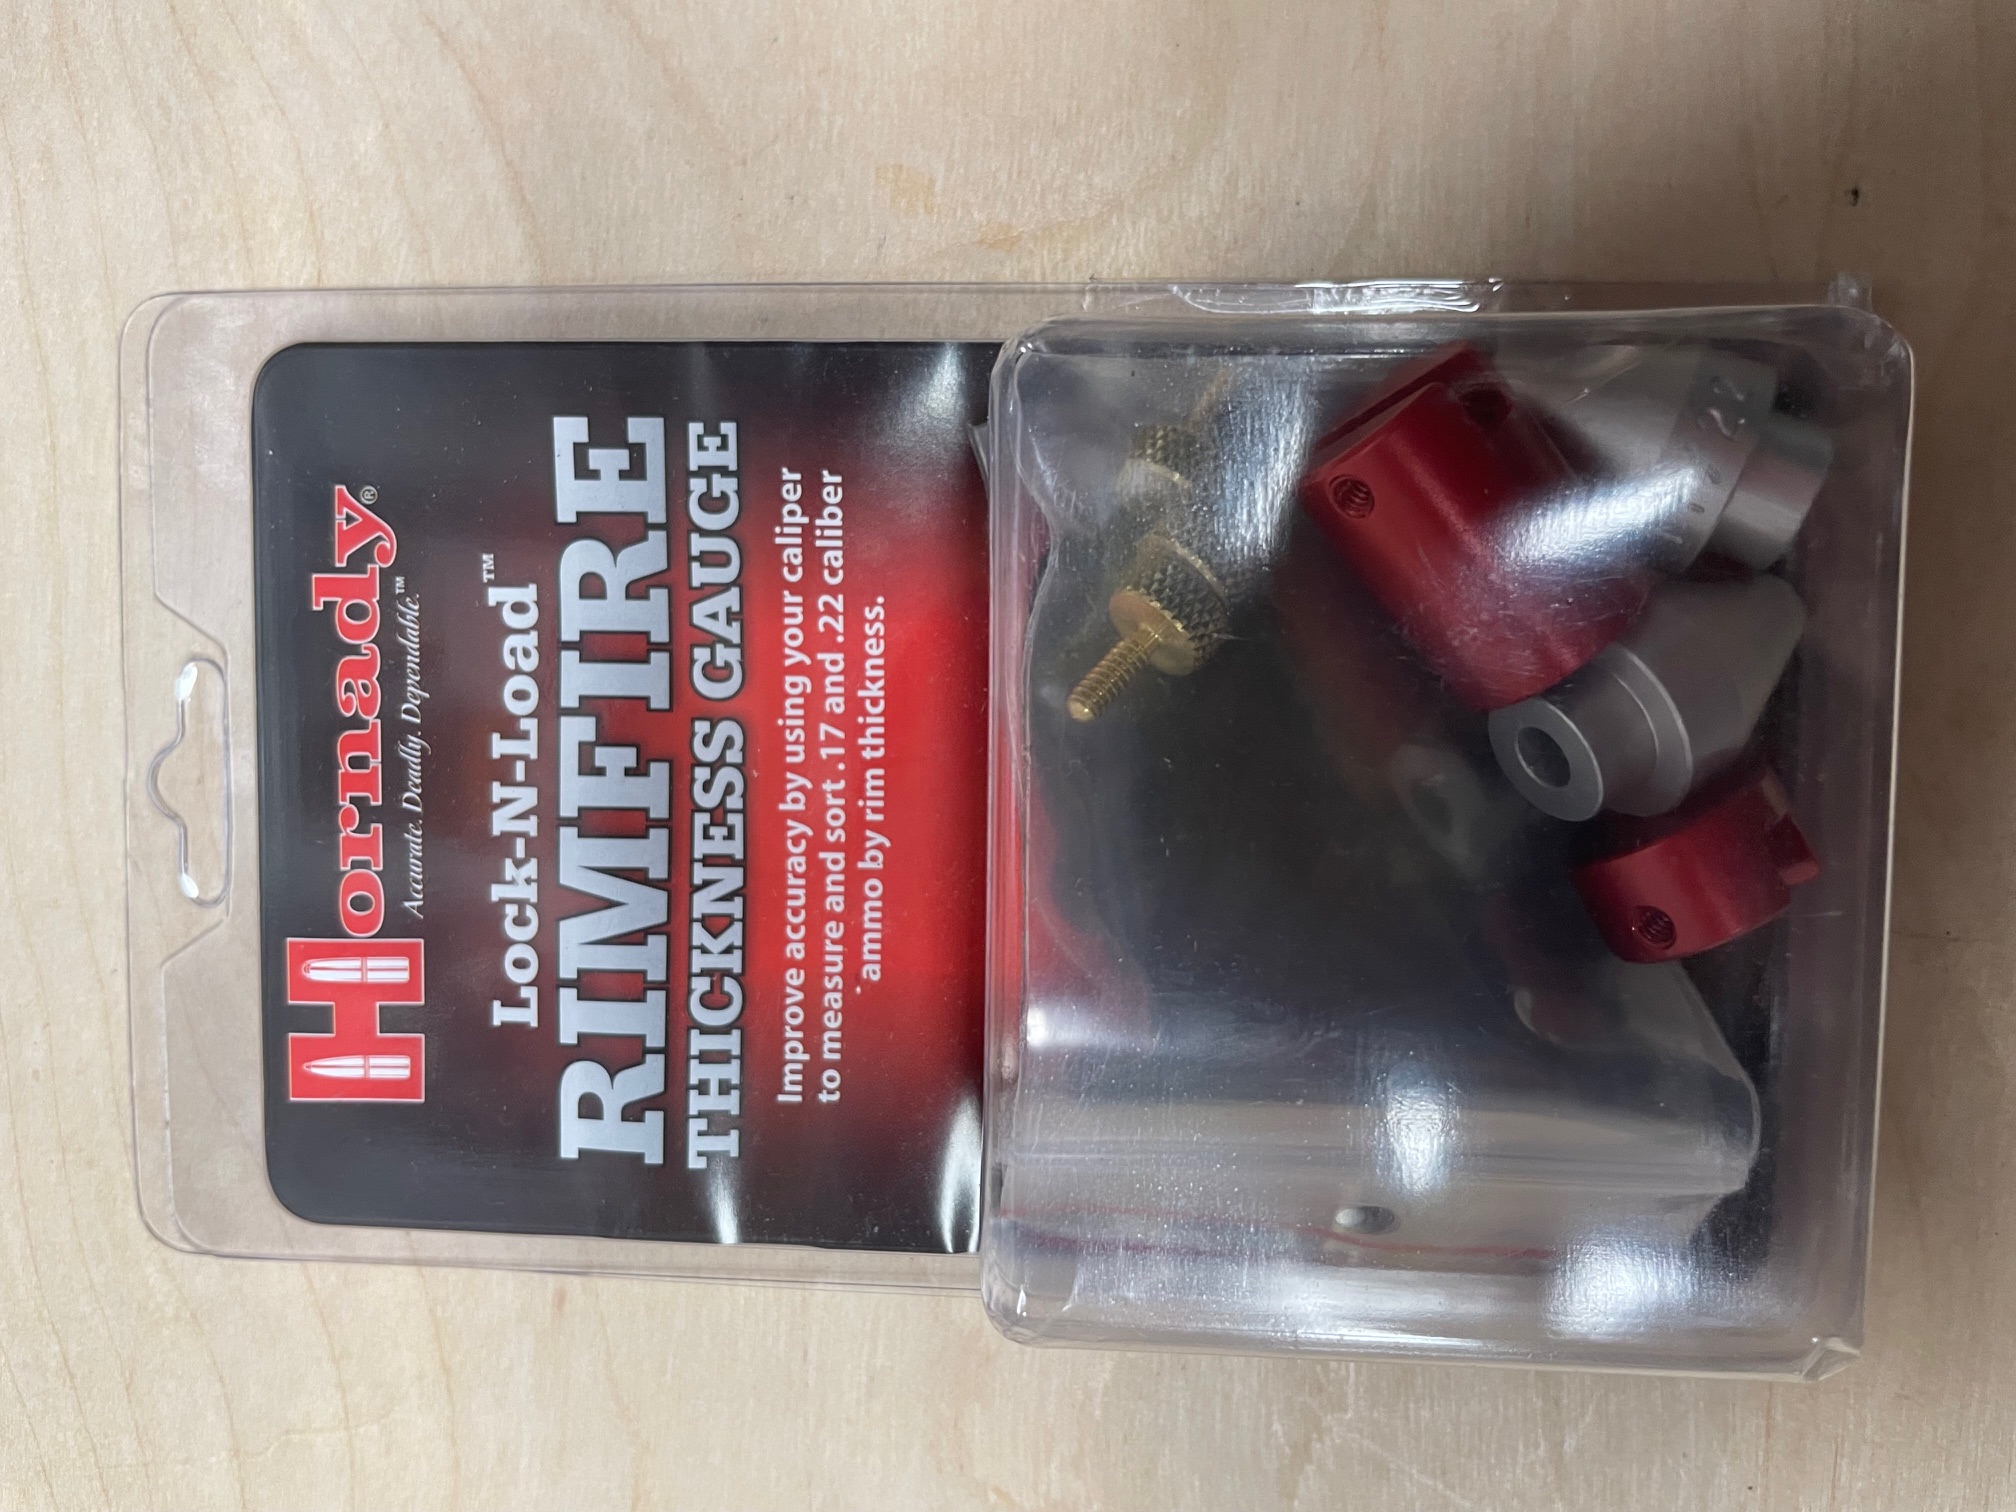 Hornady®
Accurate. Deadly. Dependable.™
Lock-N-Load™
RIMFIRE
THICKNESS GAUGE
Improve accuracy by using your caliper
to measure and sort .17 and .22 caliber
ammo by rim thickness.
22